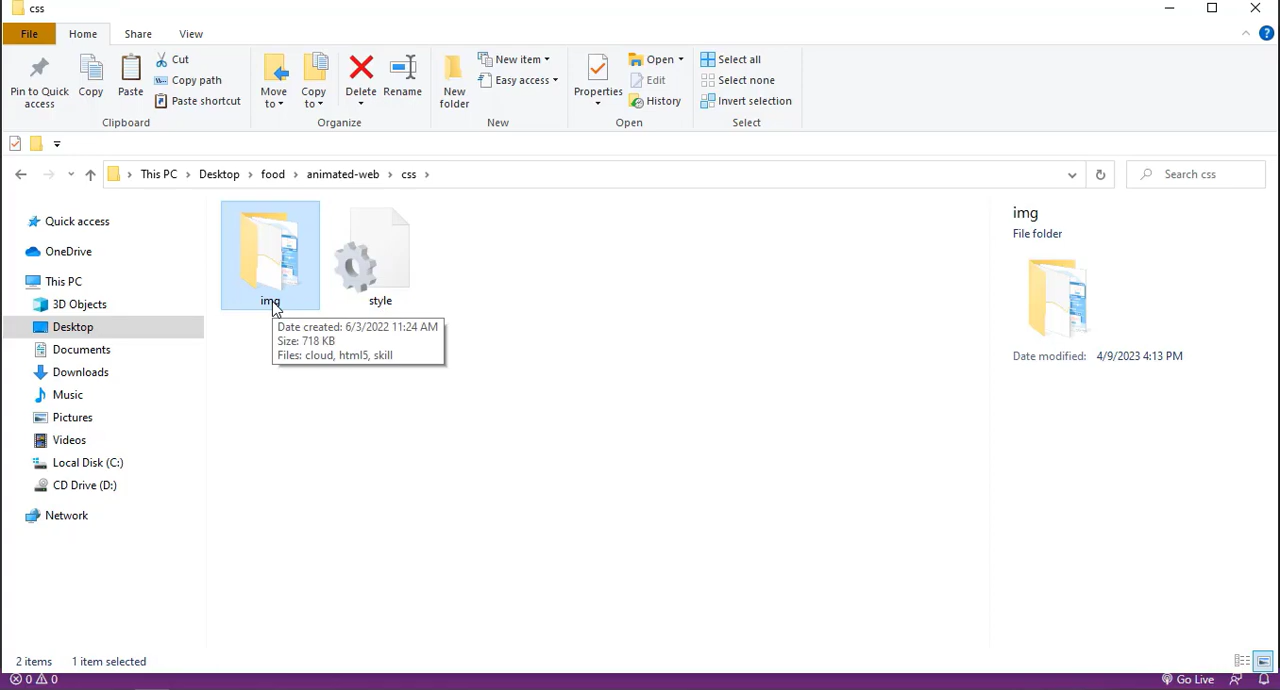 css
File
Home
Share
View
Pin to Quick access
Copy
Paste
Cut
Copy path
Paste shortcut
Clipboard
Move to
Copy to
Delete
Rename
Organize
New folder
New item
Easy access
New
Properties
Open
Edit
History
Open
Select all
Select none
Invert selection
Select
This PC > Desktop > food > animated-web > css >
Search css
Quick access
OneDrive
This PC
3D Objects
Desktop
Documents
Downloads
Music
Pictures
Videos
Local Disk (C:)
CD Drive (D:)
Network
img
style
Date created: 6/3/2022 11:24 AM
Size: 718 KB
Files: cloud, html5, skill
img
File folder
Date modified: 4/9/2023 4:13 PM
2 items
1 item selected
0 0
Go Live